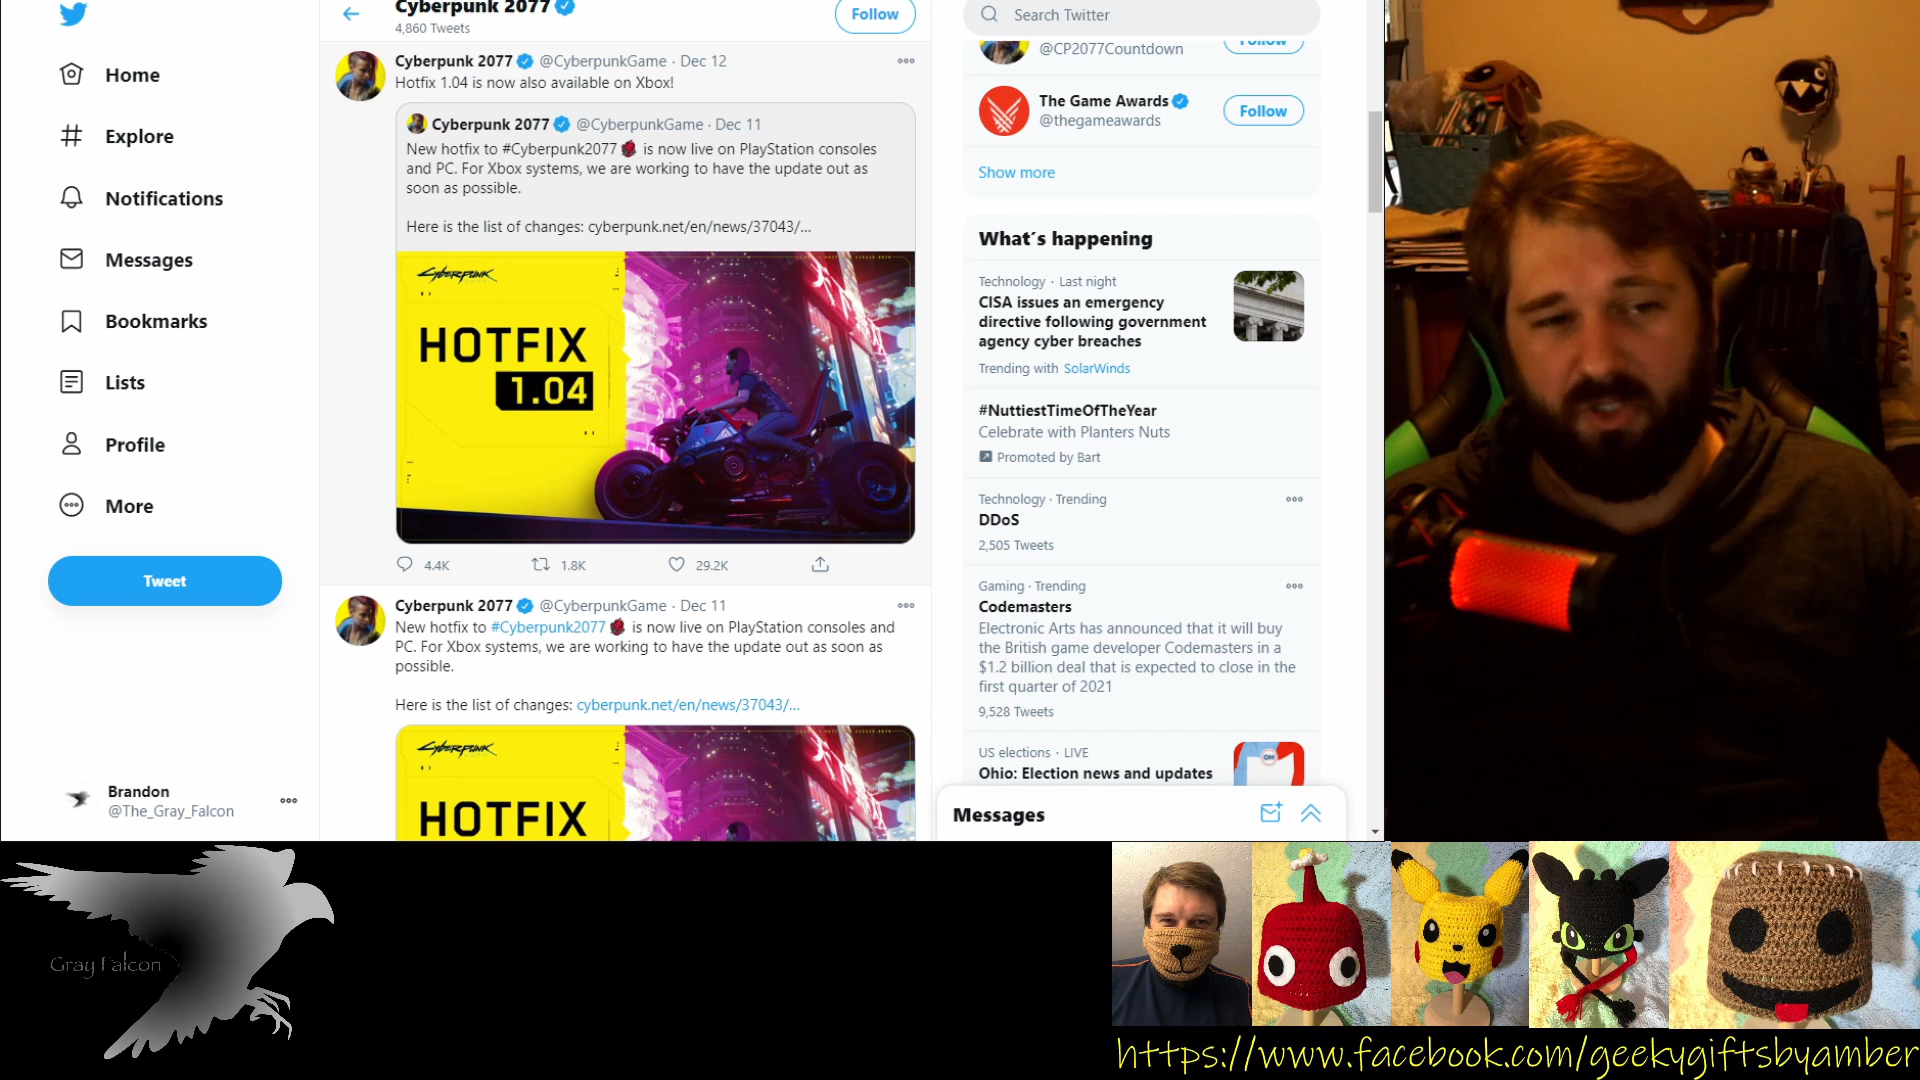 Cyberpunk 2077
4,860 Tweets
Follow
Home
Explore
Notifications
Messages
Bookmarks
Lists
Profile
More
Tweet
Brandon
@The_Gray_Falcon
Cyberpunk 2077 @CyberpunkGame · Dec 12
Hotfix 1.04 is now also available on Xbox!
Cyberpunk 2077 @CyberpunkGame · Dec 11
New hotfix to #Cyberpunk2077 is now live on PlayStation consoles
and PC. For Xbox systems, we are working to have the update out as
soon as possible.
Here is the list of changes: cyberpunk.net/en/news/37043/...
Cyberpunk
HOTFIX
1.04
4.4K
1.8K
29.2K
Cyberpunk 2077 @CyberpunkGame · Dec 11
New hotfix to #Cyberpunk2077 is now live on PlayStation consoles and
PC. For Xbox systems, we are working to have the update out as soon as
possible.
Here is the list of changes: cyberpunk.net/en/news/37043/...
Cyberpunk
HOTFIX
Search Twitter
@CP2077Countdown
Follow
The Game Awards
@thegameawards
Follow
Show more
What's happening
Technology · Last night
CISA issues an emergency
directive following government
agency cyber breaches
Trending with SolarWinds
#NuttiestTimeOfTheYear
Celebrate with Planters Nuts
Promoted by Bart
Technology · Trending
DDoS
2,505 Tweets
Gaming · Trending
Codemasters
Electronic Arts has announced that it will buy
the British game developer Codemasters in a
$1.2 billion deal that is expected to close in the
first quarter of 2021
9,528 Tweets
US elections · LIVE
Ohio: Election news and updates
Messages
Gray Falcon
https://www.facebook.com/geekygiftsbyamber